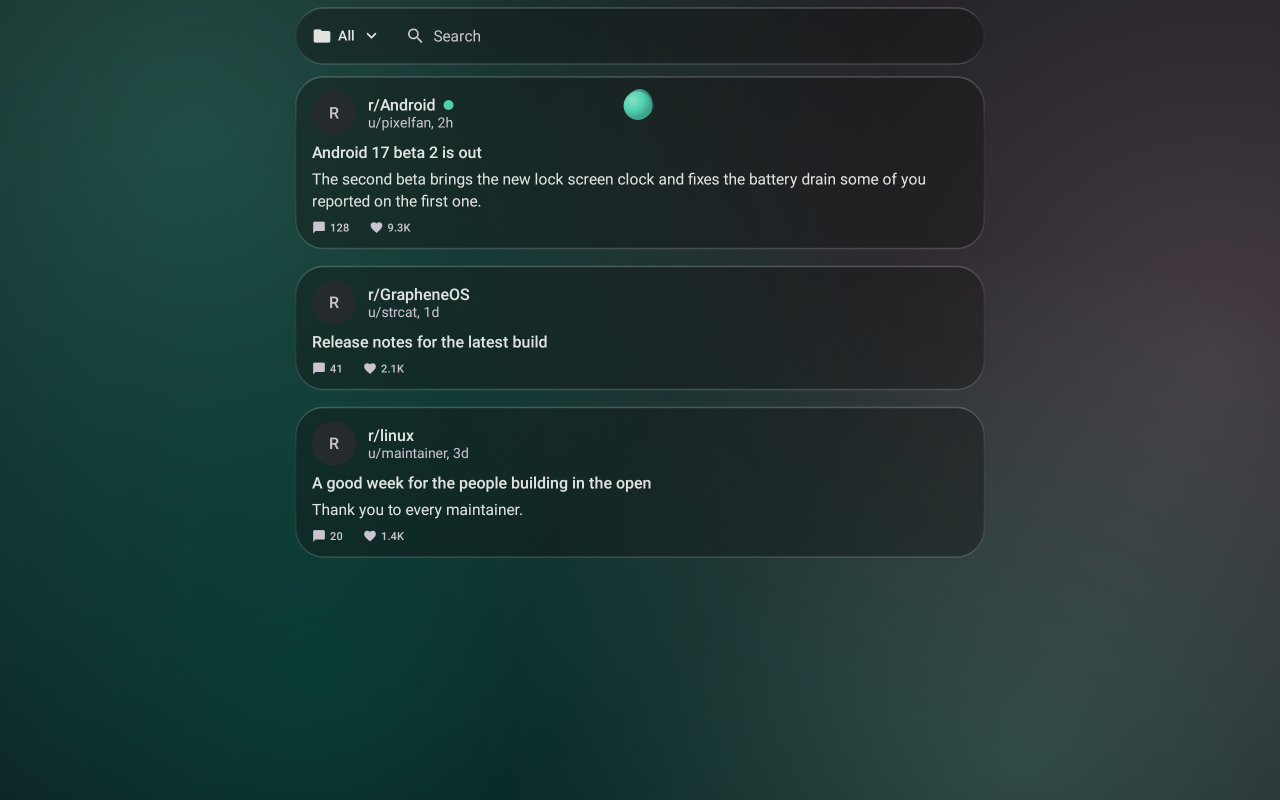 All
Search
R
r/Android
u/pixelfan, 2h
Android 17 beta 2 is out
The second beta brings the new lock screen clock and fixes the battery drain some of you
reported on the first one.
128 9.3K
R
r/GrapheneOS
u/strcat, 1d
Release notes for the latest build
41 2.1K
R
r/linux
u/maintainer, 3d
A good week for the people building in the open
Thank you to every maintainer.
20 1.4K